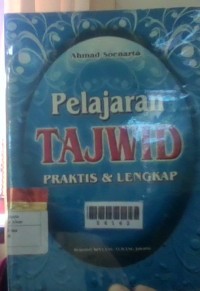 Ahmad Soenarto
Pelajaran
TAJWID
PRAKTIS & LENGKAP